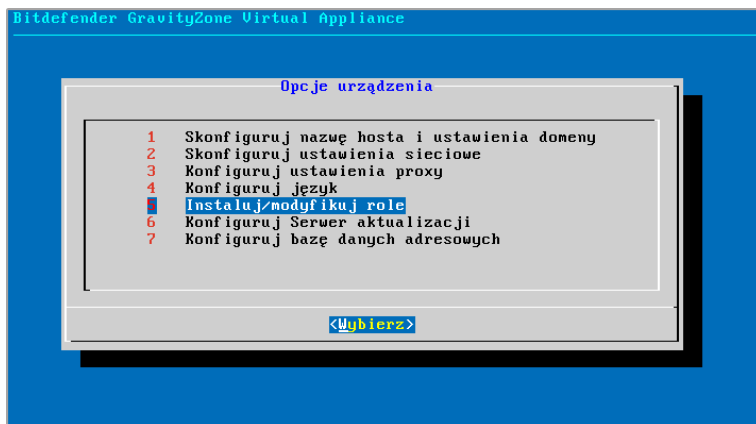 Bitdefender GravityZone Virtual Appliance
Opcje urządzenia
1 Skonfiguruj nazwę hosta i ustawienia domeny
2 Skonfiguruj ustawienia sieciowe
3 Konfiguruj ustawienia proxy
4 Konfiguruj język
5 Instaluj/modyfikuj role
6 Konfiguruj Serwer aktualizacji
7 Konfiguruj bazę danych adresowych
<Wybierz>